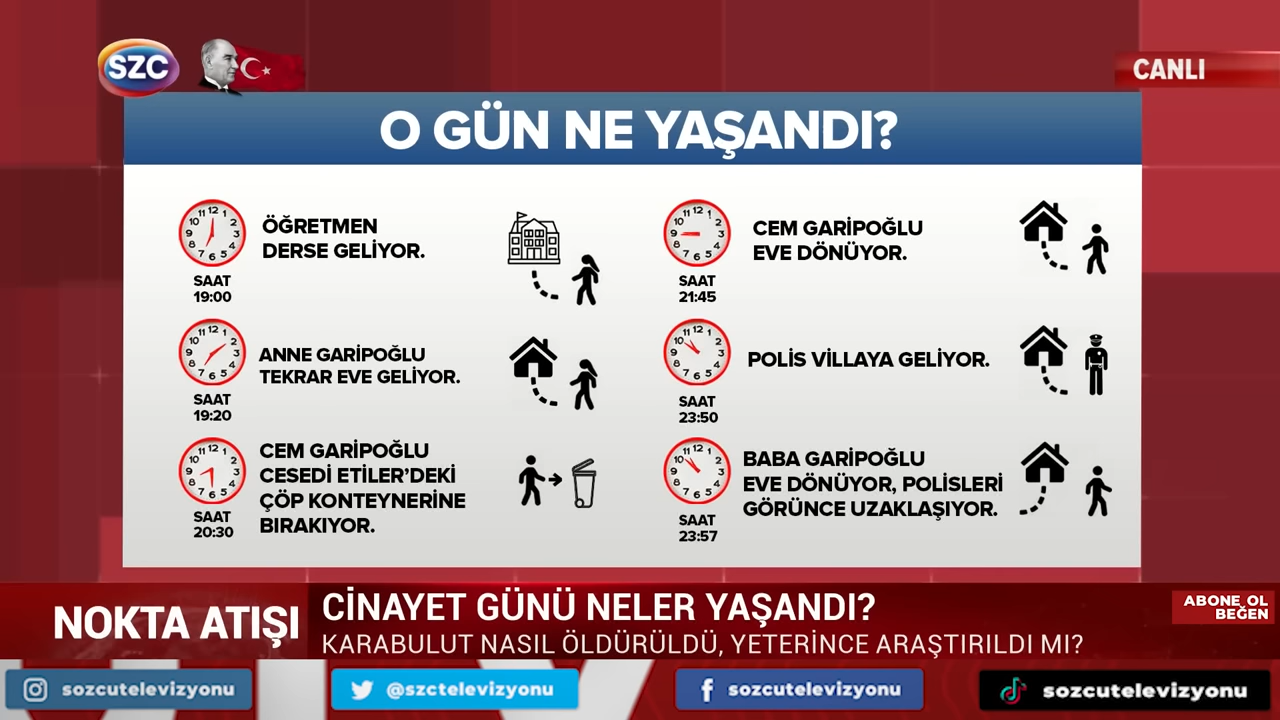 SZC
CANLI
O GÜN NE YAŞANDI?
ÖĞRETMEN
DERSE GELİYOR.
SAAT
19:00
ANNE GARİPOĞLU
TEKRAR EVE GELİYOR.
SAAT
19:20
CEM GARİPOĞLU
CESEDİ ETİLER’DEKİ
ÇÖP KONTEYNERİNE
BIRAKIYOR.
SAAT
20:30
CEM GARİPOĞLU
EVE DÖNÜYOR.
SAAT
21:45
POLİS VİLLAYA GELİYOR.
SAAT
23:50
BABA GARİPOĞLU
EVE DÖNÜYOR, POLİSLERİ
GÖRÜNCE UZAKLAŞIYOR.
SAAT
23:57
NOKTA ATIŞI
CİNAYET GÜNÜ NELER YAŞANDI?
KARABULUT NASIL ÖLDÜRÜLDÜ, YETERİNCE ARAŞTIRILDI MI?
ABONE OL
BEĞEN
sozcutelevizyonu
@szctelevizyonu
sozcutelevizyonu
sozcutelevizyonu